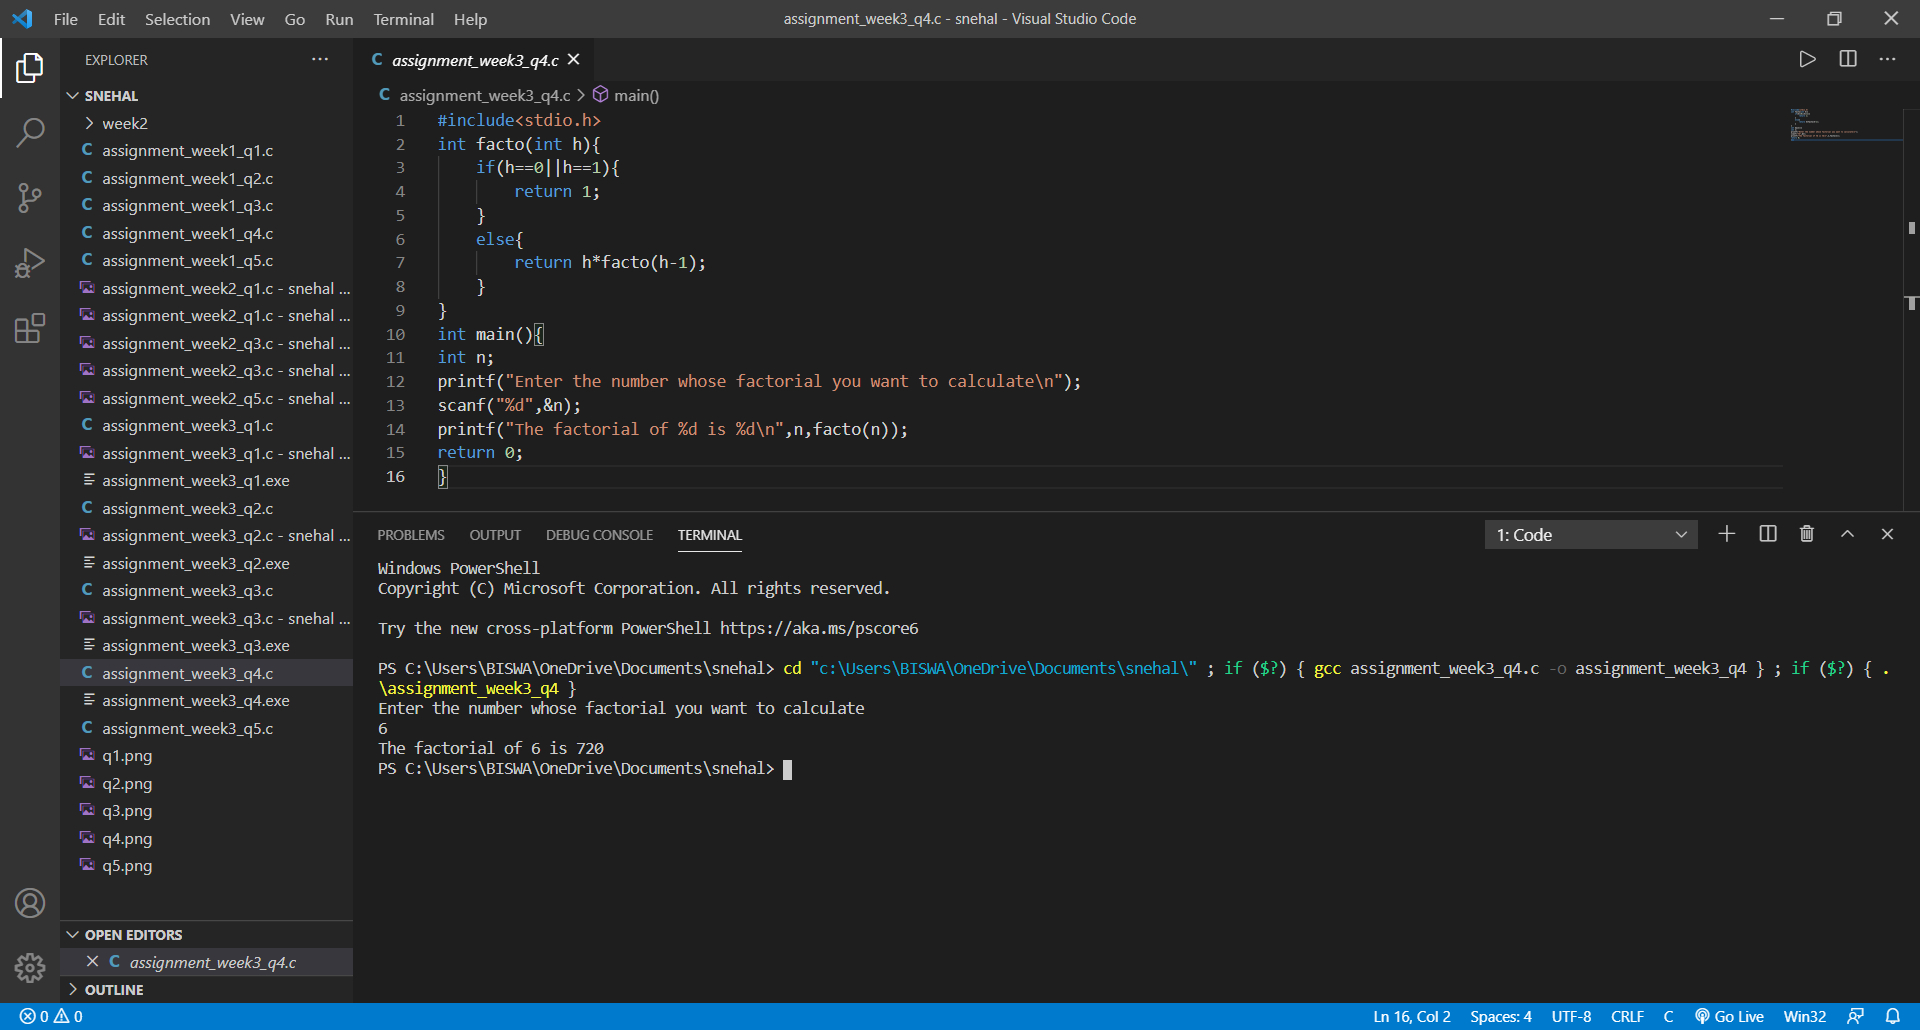 File Edit Selection View Go Run Terminal Help
assignment_week3_q4.c - snehal - Visual Studio Code
EXPLORER
SNEHAL
week2
assignment_week1_q1.c
assignment_week1_q2.c
assignment_week1_q3.c
assignment_week1_q4.c
assignment_week1_q5.c
assignment_week2_q1.c - snehal ...
assignment_week2_q1.c - snehal ...
assignment_week2_q3.c - snehal ...
assignment_week2_q3.c - snehal ...
assignment_week2_q5.c - snehal ...
assignment_week3_q1.c
assignment_week3_q1.c - snehal ...
assignment_week3_q1.exe
assignment_week3_q2.c
assignment_week3_q2.c - snehal ...
assignment_week3_q2.exe
assignment_week3_q3.c
assignment_week3_q3.c - snehal ...
assignment_week3_q3.exe
assignment_week3_q4.c
assignment_week3_q4.exe
assignment_week3_q5.c
q1.png
q2.png
q3.png
q4.png
q5.png
OPEN EDITORS
C assignment_week3_q4.c
OUTLINE
C assignment_week3_q4.c
C assignment_week3_q4.c > main()
1 #include<stdio.h>
2 int facto(int h){
3     if(h==0||h==1){
4         return 1;
5     }
6     else{
7         return h*facto(h-1);
8     }
9 }
10 int main(){
11 int n;
12 printf("Enter the number whose factorial you want to calculate\n");
13 scanf("%d",&n);
14 printf("The factorial of %d is %d\n",n,facto(n));
15 return 0;
16 }
PROBLEMS OUTPUT DEBUG CONSOLE TERMINAL
1: Code
Windows PowerShell
Copyright (C) Microsoft Corporation. All rights reserved.
Try the new cross-platform PowerShell https://aka.ms/pscore6
PS C:\Users\BISWA\OneDrive\Documents\snehal> cd "c:\Users\BISWA\OneDrive\Documents\snehal\" ; if ($?) { gcc assignment_week3_q4.c -o assignment_week3_q4 } ; if ($?) { .
\assignment_week3_q4 }
Enter the number whose factorial you want to calculate
6
The factorial of 6 is 720
PS C:\Users\BISWA\OneDrive\Documents\snehal>
0 0
Ln 16, Col 2 Spaces: 4 UTF-8 CRLF C Go Live Win32